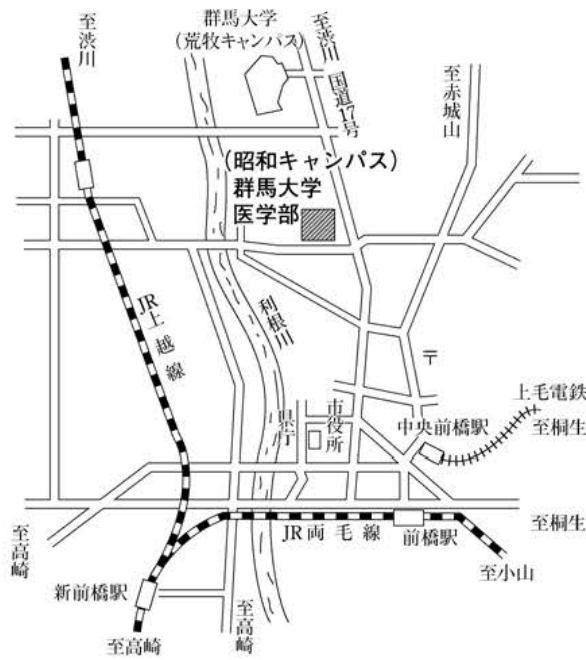 至渋川
群馬大学
(荒牧キャンパス)
至渋川
国道17号
至赤城山
(昭和キャンパス)
群馬大学
医学部
JR上越線
利根川
〒
上毛電鉄
至桐生
中央前橋駅
市役所
県庁
至高崎
JR両毛線
前橋駅
至桐生
至小山
新前橋駅
至高崎
至高崎